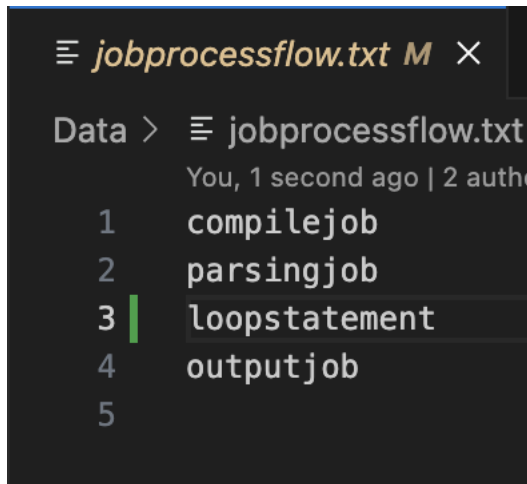 jobprocessflow.txt M
Data > jobprocessflow.txt
You, 1 second ago | 2
1 compilejob
2 parsingjob
3 loopstatement
4 outputjob
5